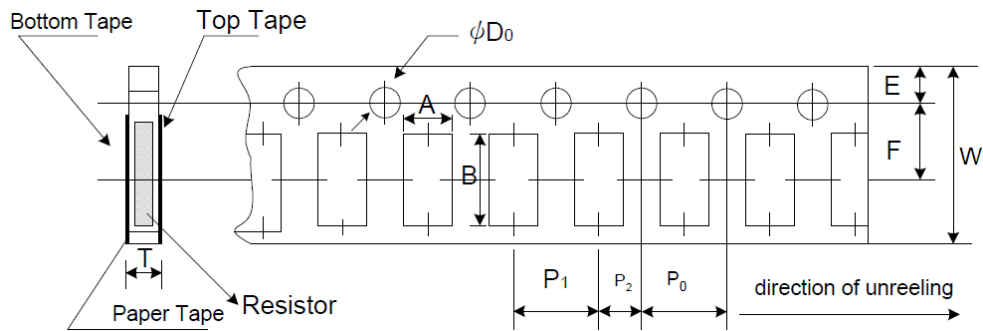 Bottom Tape
Top Tape
ϕD0
A
B
E
F
W
T
P1
P2
P0
Resistor
Paper Tape
direction of unreeling